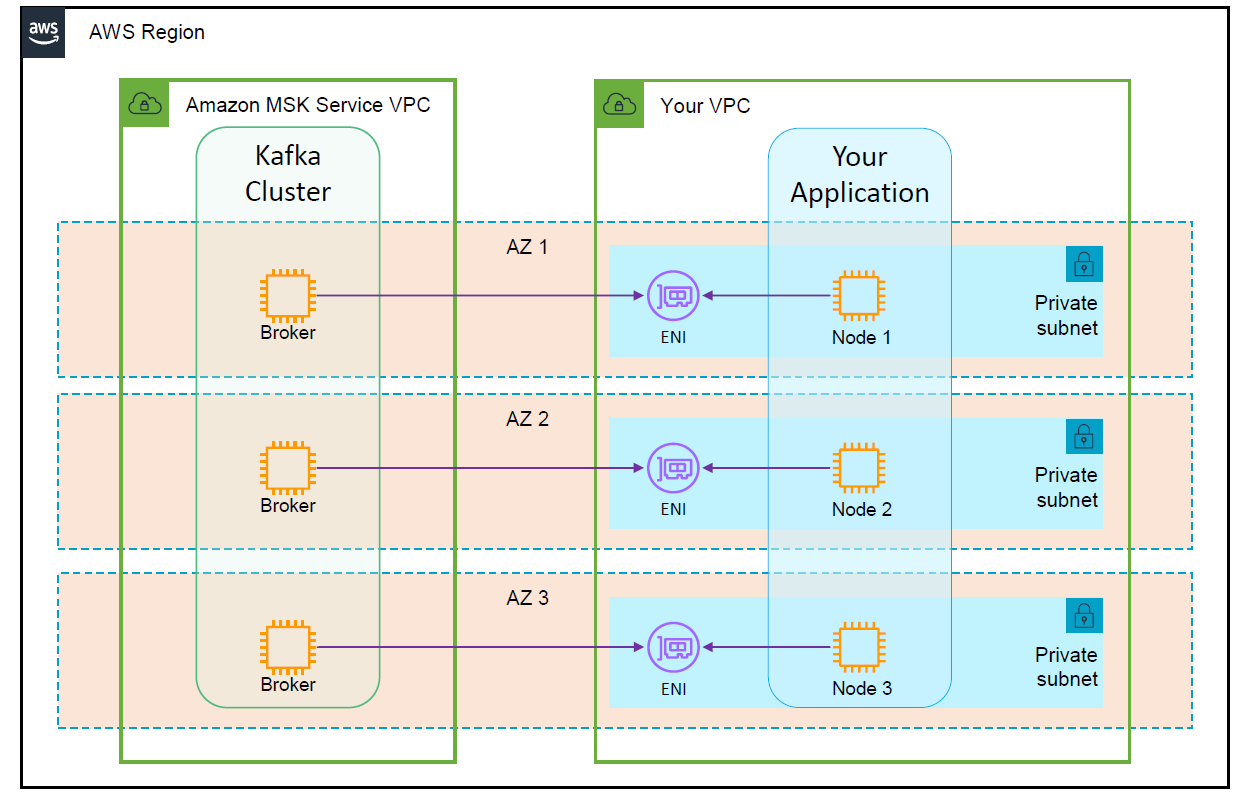 aws
AWS Region
Amazon MSK Service VPC
Your VPC
Kafka
Cluster
Your
Application
AZ 1
Broker
ENI
Node 1
Private
subnet
AZ 2
Broker
ENI
Node 2
Private
subnet
AZ 3
Broker
ENI
Node 3
Private
subnet